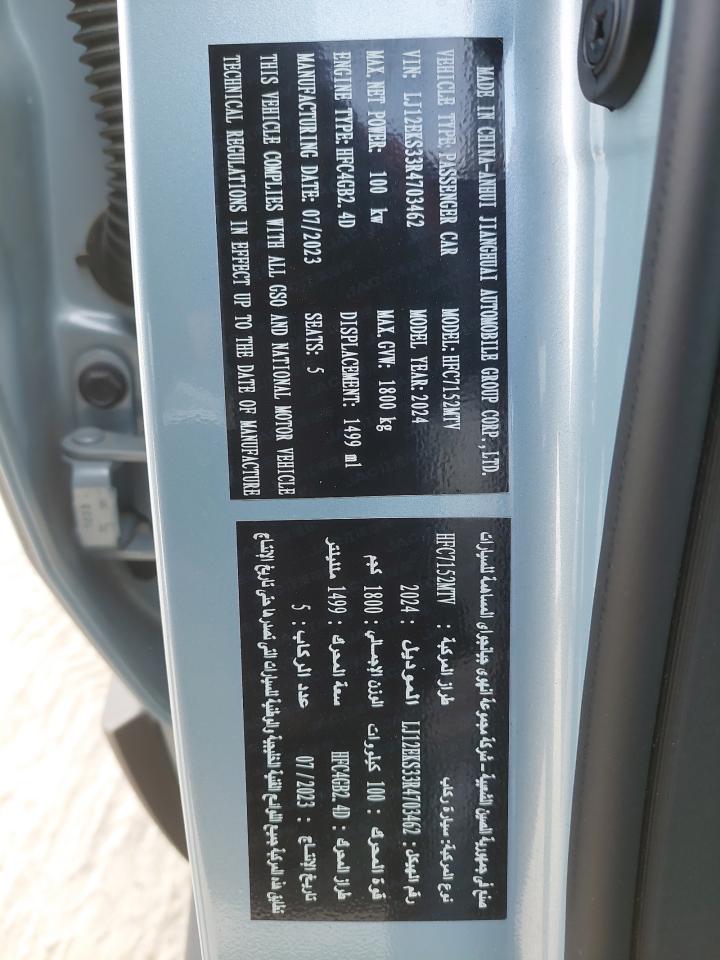 MADE IN CHINA-ANHUI JIANGHUAI AUTOMOBILE GROUP CORP., LTD.
VEHICLE TYPE: PASSENGER CAR MODEL: HFC7152MTV
VIN: LJ12EKS33R4703462 MODEL YEAR: 2024
MAX. NET POWER: 100 kw MAX. GVW: 1800 kg
ENGINE TYPE: HFC4GB2.4D DISPLACEMENT: 1499 ml
MANUFACTURING DATE: 07/2023 SEATS: 5
THIS VEHICLE COMPLIES WITH ALL GSO AND NATIONAL MOTOR VEHICLE
TECHNICAL REGULATIONS IN EFFECT UP TO THE DATE OF MANUFACTURE
صنع في جمهورية الصين الشعبية – شركة مجموعة انهوى جيانجهواى المساهمة للسيارات
نوع المركبة: سيارة ركاب طراز المركبة : HFC7152MTV
رقم الهيكل : LJ12EKS33R4703462 الموديل : 2024
قوة المحرك : 100 كيلووات الوزن الإجمالي : 1800 كجم
طراز المحرك : HFC4GB2.4D سعة المحرك : 1499 ملليلتر
تاريخ الإنتاج : 07/2023 عدد الركاب : 5
تطابق هذه المركبة جميع اللوائح الفنية الخليجية والوطنية للسيارات التي تصدر ها حتى تاريخ الإنتاج